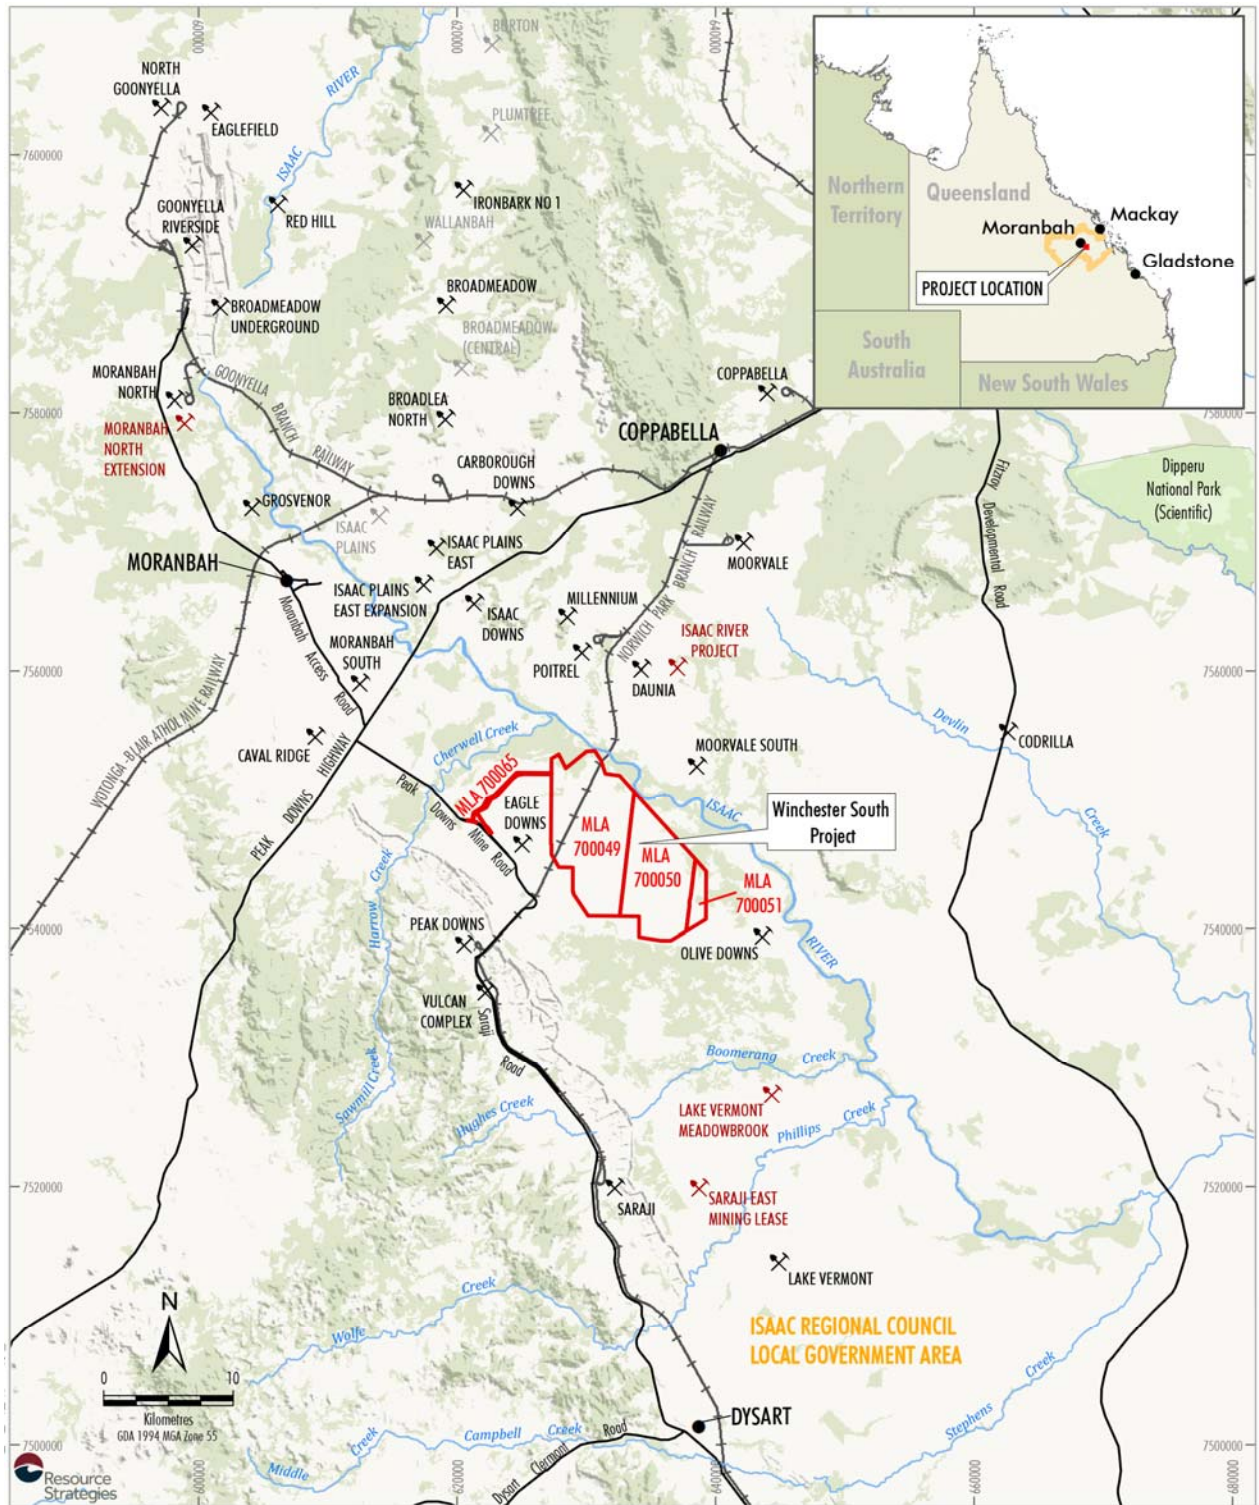 600000
620000
640000
BURTON
NORTH
GOONYELLA
RIVER
EAGLEFIELD
PLUMTREE
7600000
ISAAC
IRONBARK NO 1
GOONYELLA
RIVERSIDE
RED HILL
WALLANBAH
BROADMEADOW
BROADMEADOW
UNDERGROUND
BROADMEADOW
(CENTRAL)
Northern
Territory
Queensland
Moranbah
Mackay
Gladstone
PROJECT LOCATION
South
Australia
New South Wales
MORANBAH
NORTH
GOONYELLA
BRANCH
RAILWAY
COPPABELLA
BROADLEA
NORTH
7580000
7580000
MORANBAH
NORTH
EXTENSION
COPPABELLA
CARBOROUGH
DOWNS
GROSVENOR
ISAAC
PLAINS
Fitzroy
Developmental
Road
Dipperu
National Park
(Scientific)
ISAAC PLAINS
EAST
MOORVALE
NORWICH PARK BRANCH RAILWAY
MORANBAH
ISAAC PLAINS
EAST EXPANSION
ISAAC
DOWNS
MILLENNIUM
Moranbah
Access
Road
MORANBAH
SOUTH
ISAAC RIVER
PROJECT
POITREL
DAUNIA
7560000
7560000
WOTONGA-BLAIR ATHOL MINE RAILWAY
CAVAL RIDGE
PEAK DOWNS HIGHWAY
Cherwell Creek
MOORVALE SOUTH
Devlin
Creek
CODRILLA
Peak
Downs
Mine Road
MLA 700065
EAGLE
DOWNS
ISAAC
RIVER
Winchester South
Project
MLA
700049
MLA
700050
MLA
700051
Harrow Creek
7540000
7540000
PEAK DOWNS
OLIVE DOWNS
VULCAN
COMPLEX
Saraji
Road
Sawmill Creek
Boomerang Creek
Hughes Creek
LAKE VERMONT
MEADOWBROOK
Phillips Creek
7520000
7520000
SARAJI
SARAJI EAST
MINING LEASE
LAKE VERMONT
N
Wolfe
Creek
ISAAC REGIONAL COUNCIL
LOCAL GOVERNMENT AREA
0
10
Kilometres
GDA 1994 MGA Zone 55
DYSART
Stephens
Creek
Campbell Creek
Middle
Creek
Dysart Clermont Road
7500000
7500000
Resource
Strategies
600000
620000
640000
660000
680000